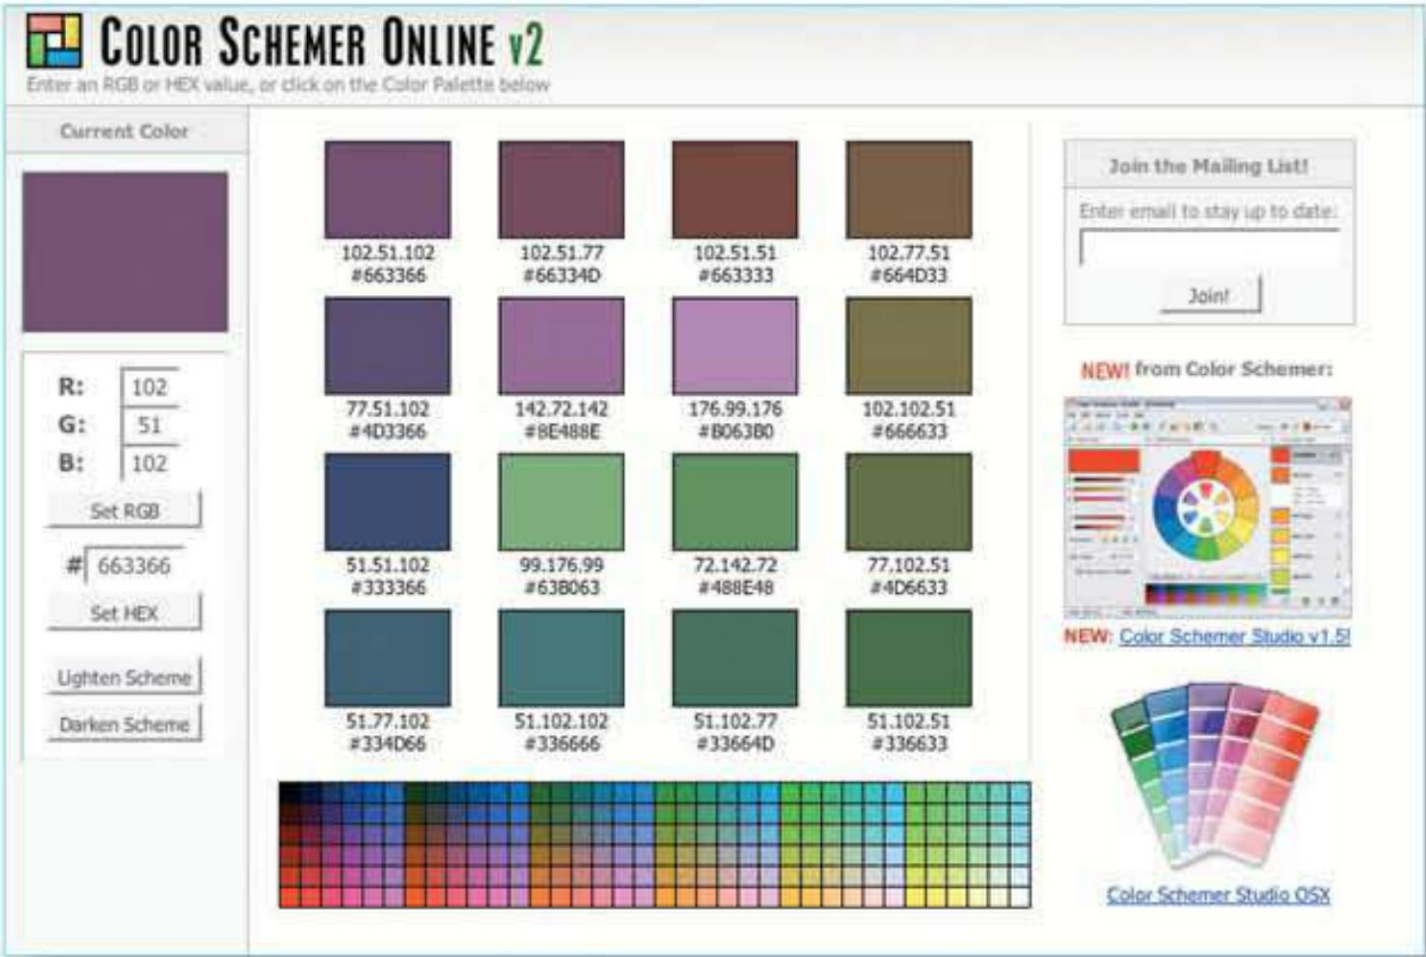 COLOR SCHEMER ONLINE v2
Enter an RGB or HEX value, or click on the Color Palette below
Current Color
R: 102
G: 51
B: 102
Set RGB
# 663366
Set HEX
Lighten Scheme
Darken Scheme
102.51.102 102.51.77 102.51.51 102.77.51
#663366 #66334D #663333 #664D33
77.51.102 142.72.142 176.99.176 102.102.51
#4D3366 #8E488E #B063B0 #666633
51.51.102 99.176.99 72.142.72 77.102.51
#333366 #63B063 #488E48 #4D6633
51.77.102 51.102.102 51.102.77 51.102.51
#334D66 #336666 #33664D #336633
Join the Mailing List!
Enter email to stay up to date:
Join!
NEW! from Color Schemer:
NEW: Color Schemer Studio v1.5!
Color Schemer Studio OSX